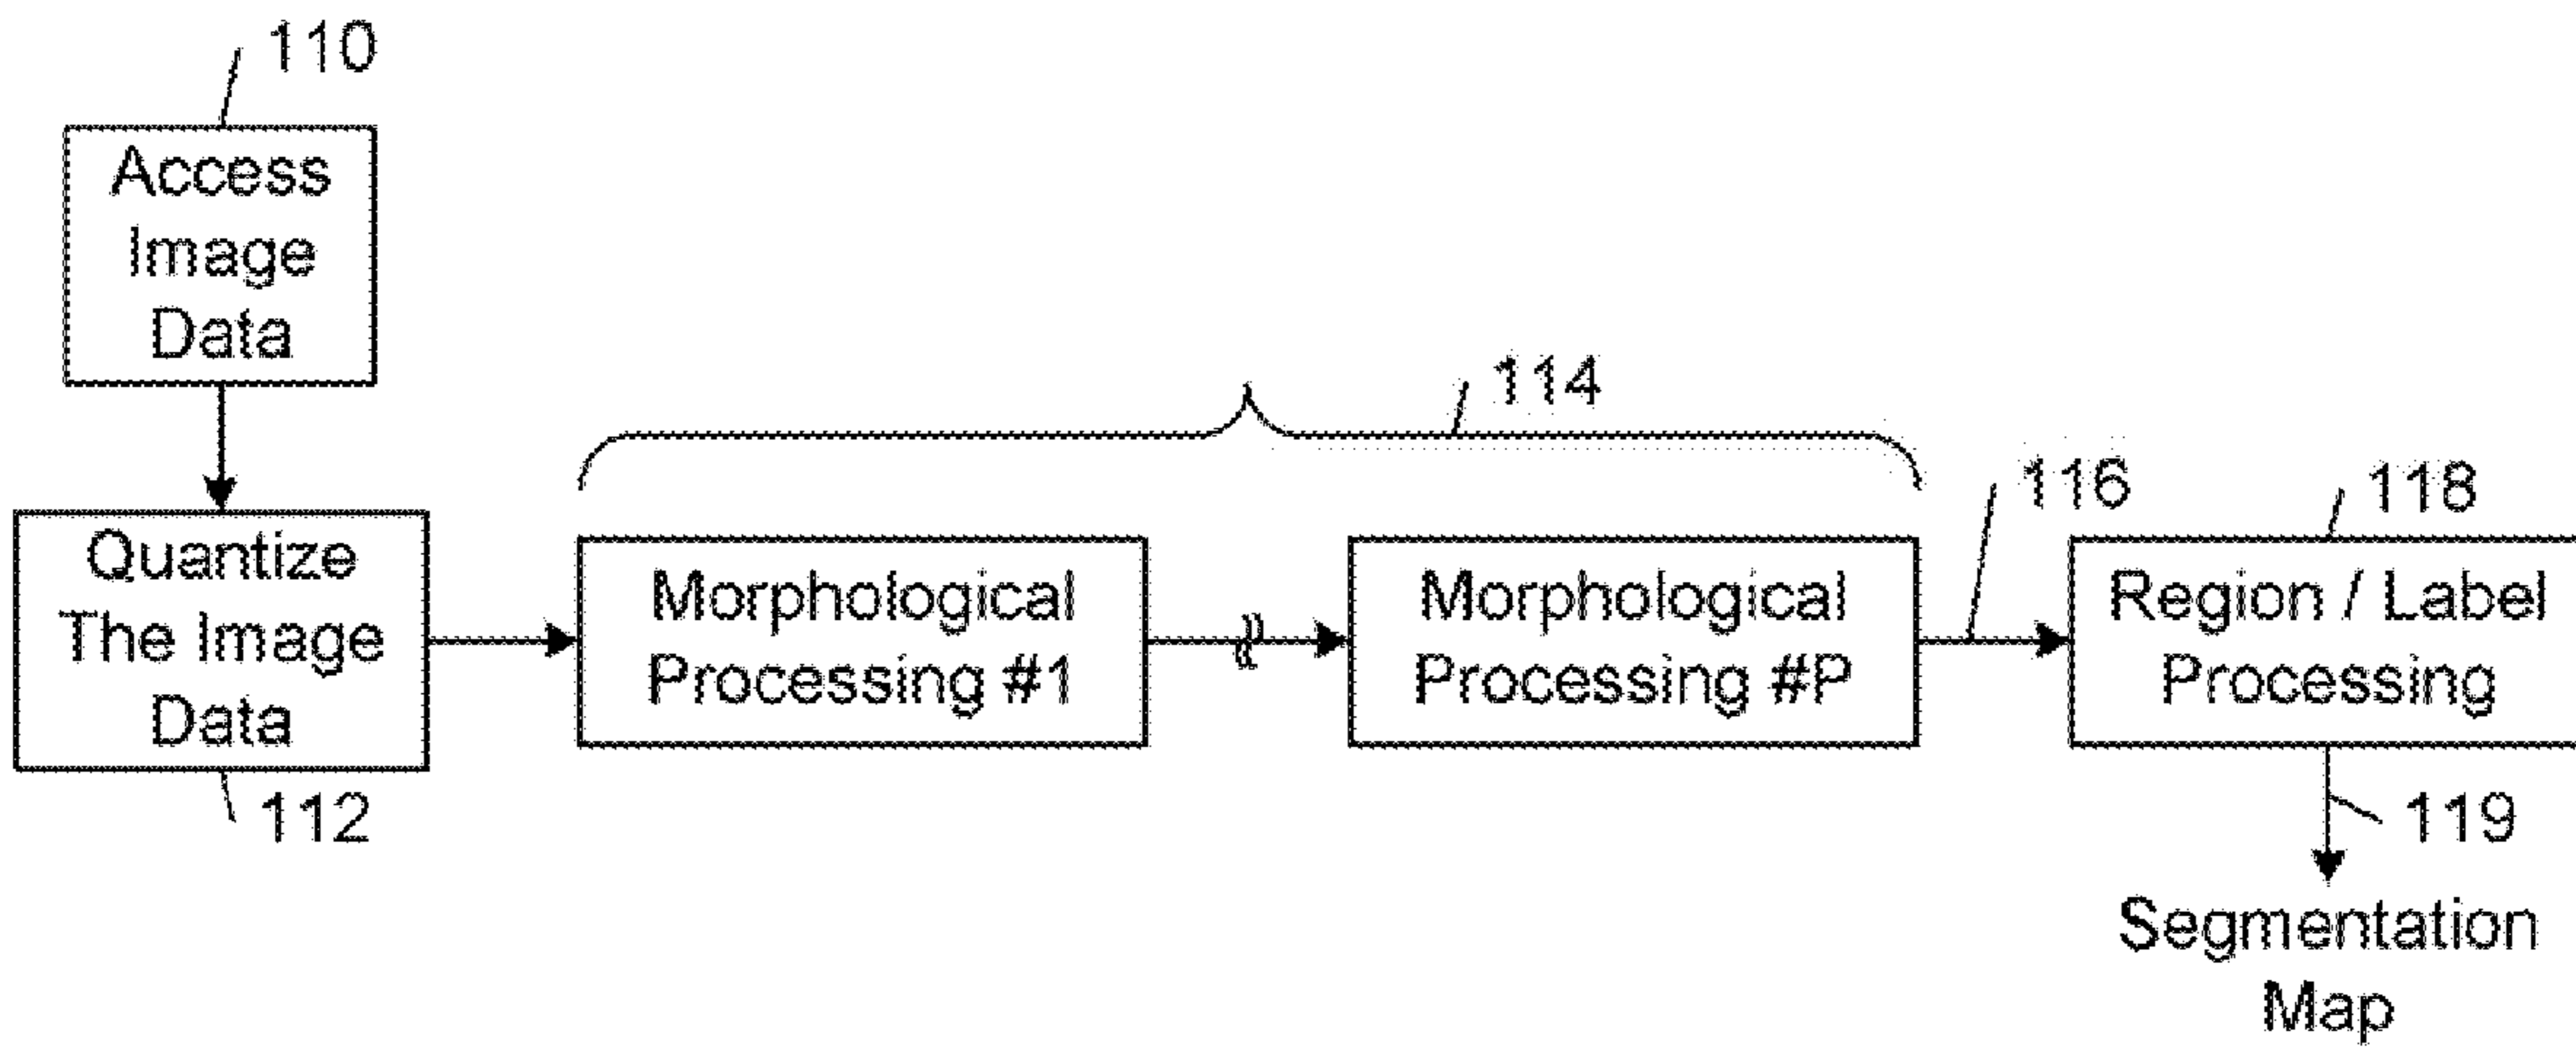 110
Access
Image
Data
114
116
118
Quantize
The Image
Data
Morphological
Processing #1
Morphological
Processing #P
Region / Label
Processing
112
119
Segmentation
Map